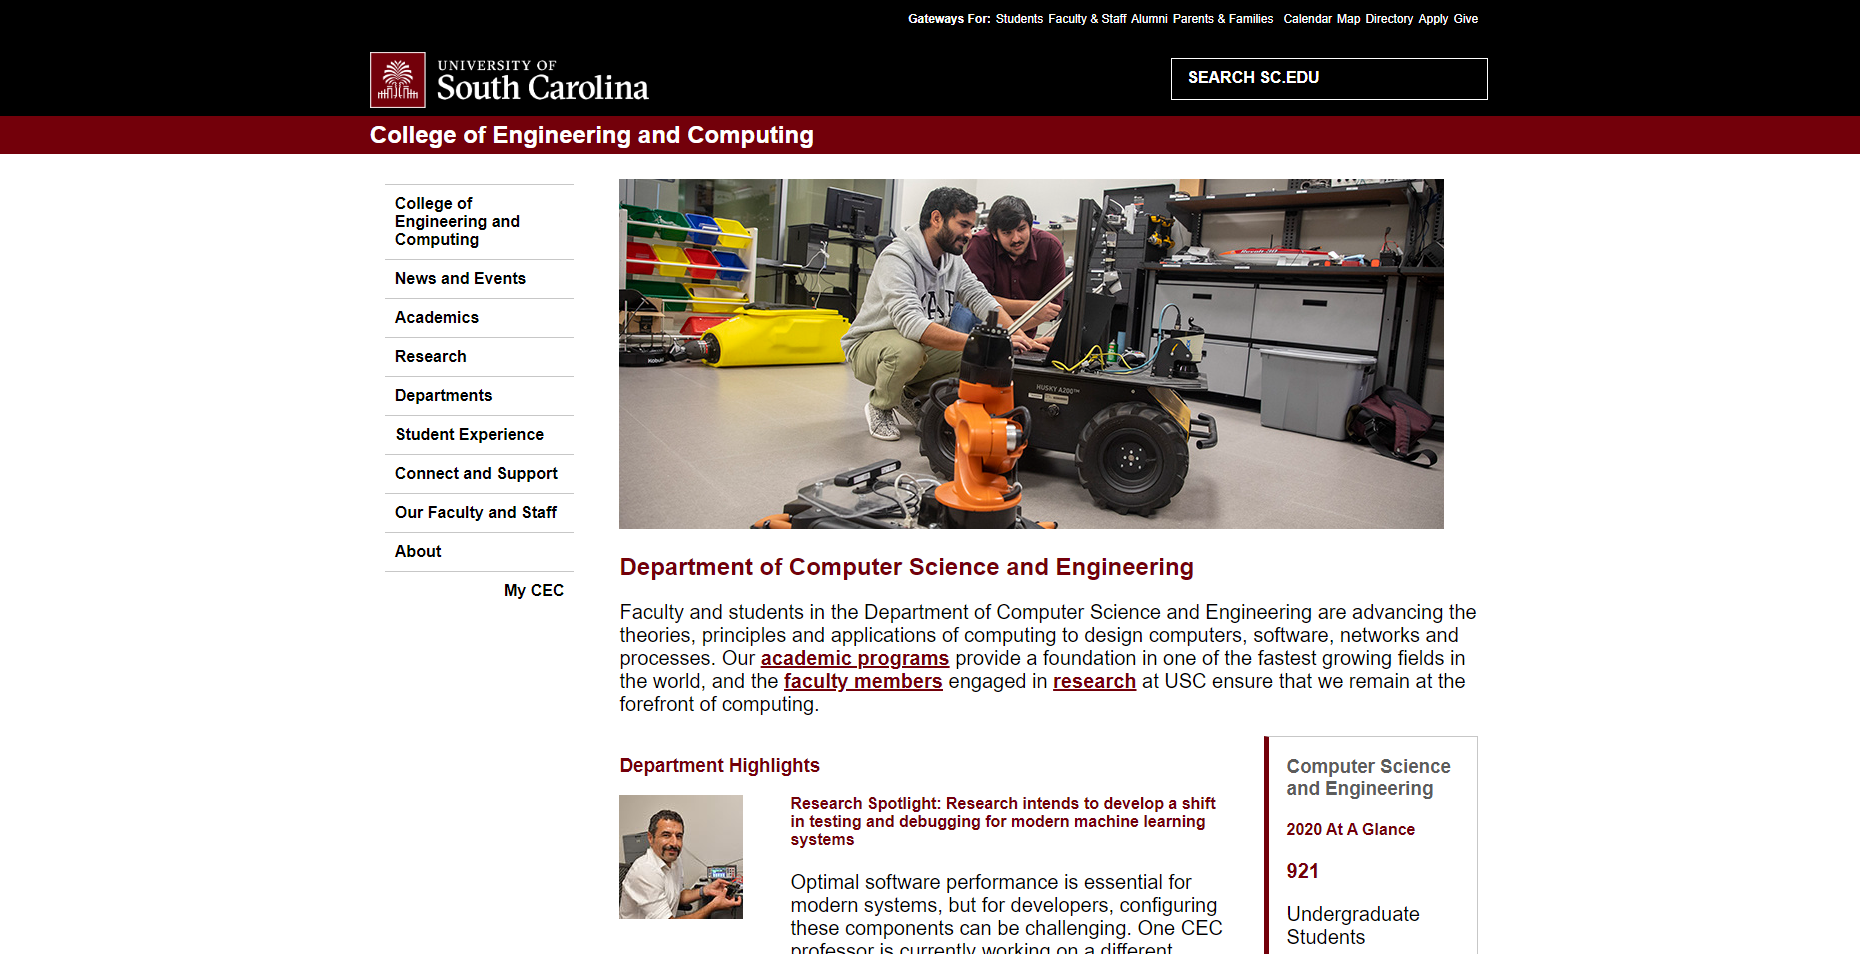 Gateways For: Students Faculty & Staff Alumni Parents & Families Calendar Map Directory Apply Give
UNIVERSITY OF
South Carolina
SEARCH SC.EDU
College of Engineering and Computing
College of
Engineering and
Computing
News and Events
Academics
Research
Departments
Student Experience
Connect and Support
Our Faculty and Staff
About
My CEC
HUSKY A200™
Department of Computer Science and Engineering
Faculty and students in the Department of Computer Science and Engineering are advancing the
theories, principles and applications of computing to design computers, software, networks and
processes. Our academic programs provide a foundation in one of the fastest growing fields in
the world, and the faculty members engaged in research at USC ensure that we remain at the
forefront of computing.
Department Highlights
Research Spotlight: Research intends to develop a shift
in testing and debugging for modern machine learning
systems
Optimal software performance is essential for
modern systems, but for developers, configuring
these components can be challenging. One CEC
professor is currently working on a different
Computer Science
and Engineering
2020 At A Glance
921
Undergraduate
Students